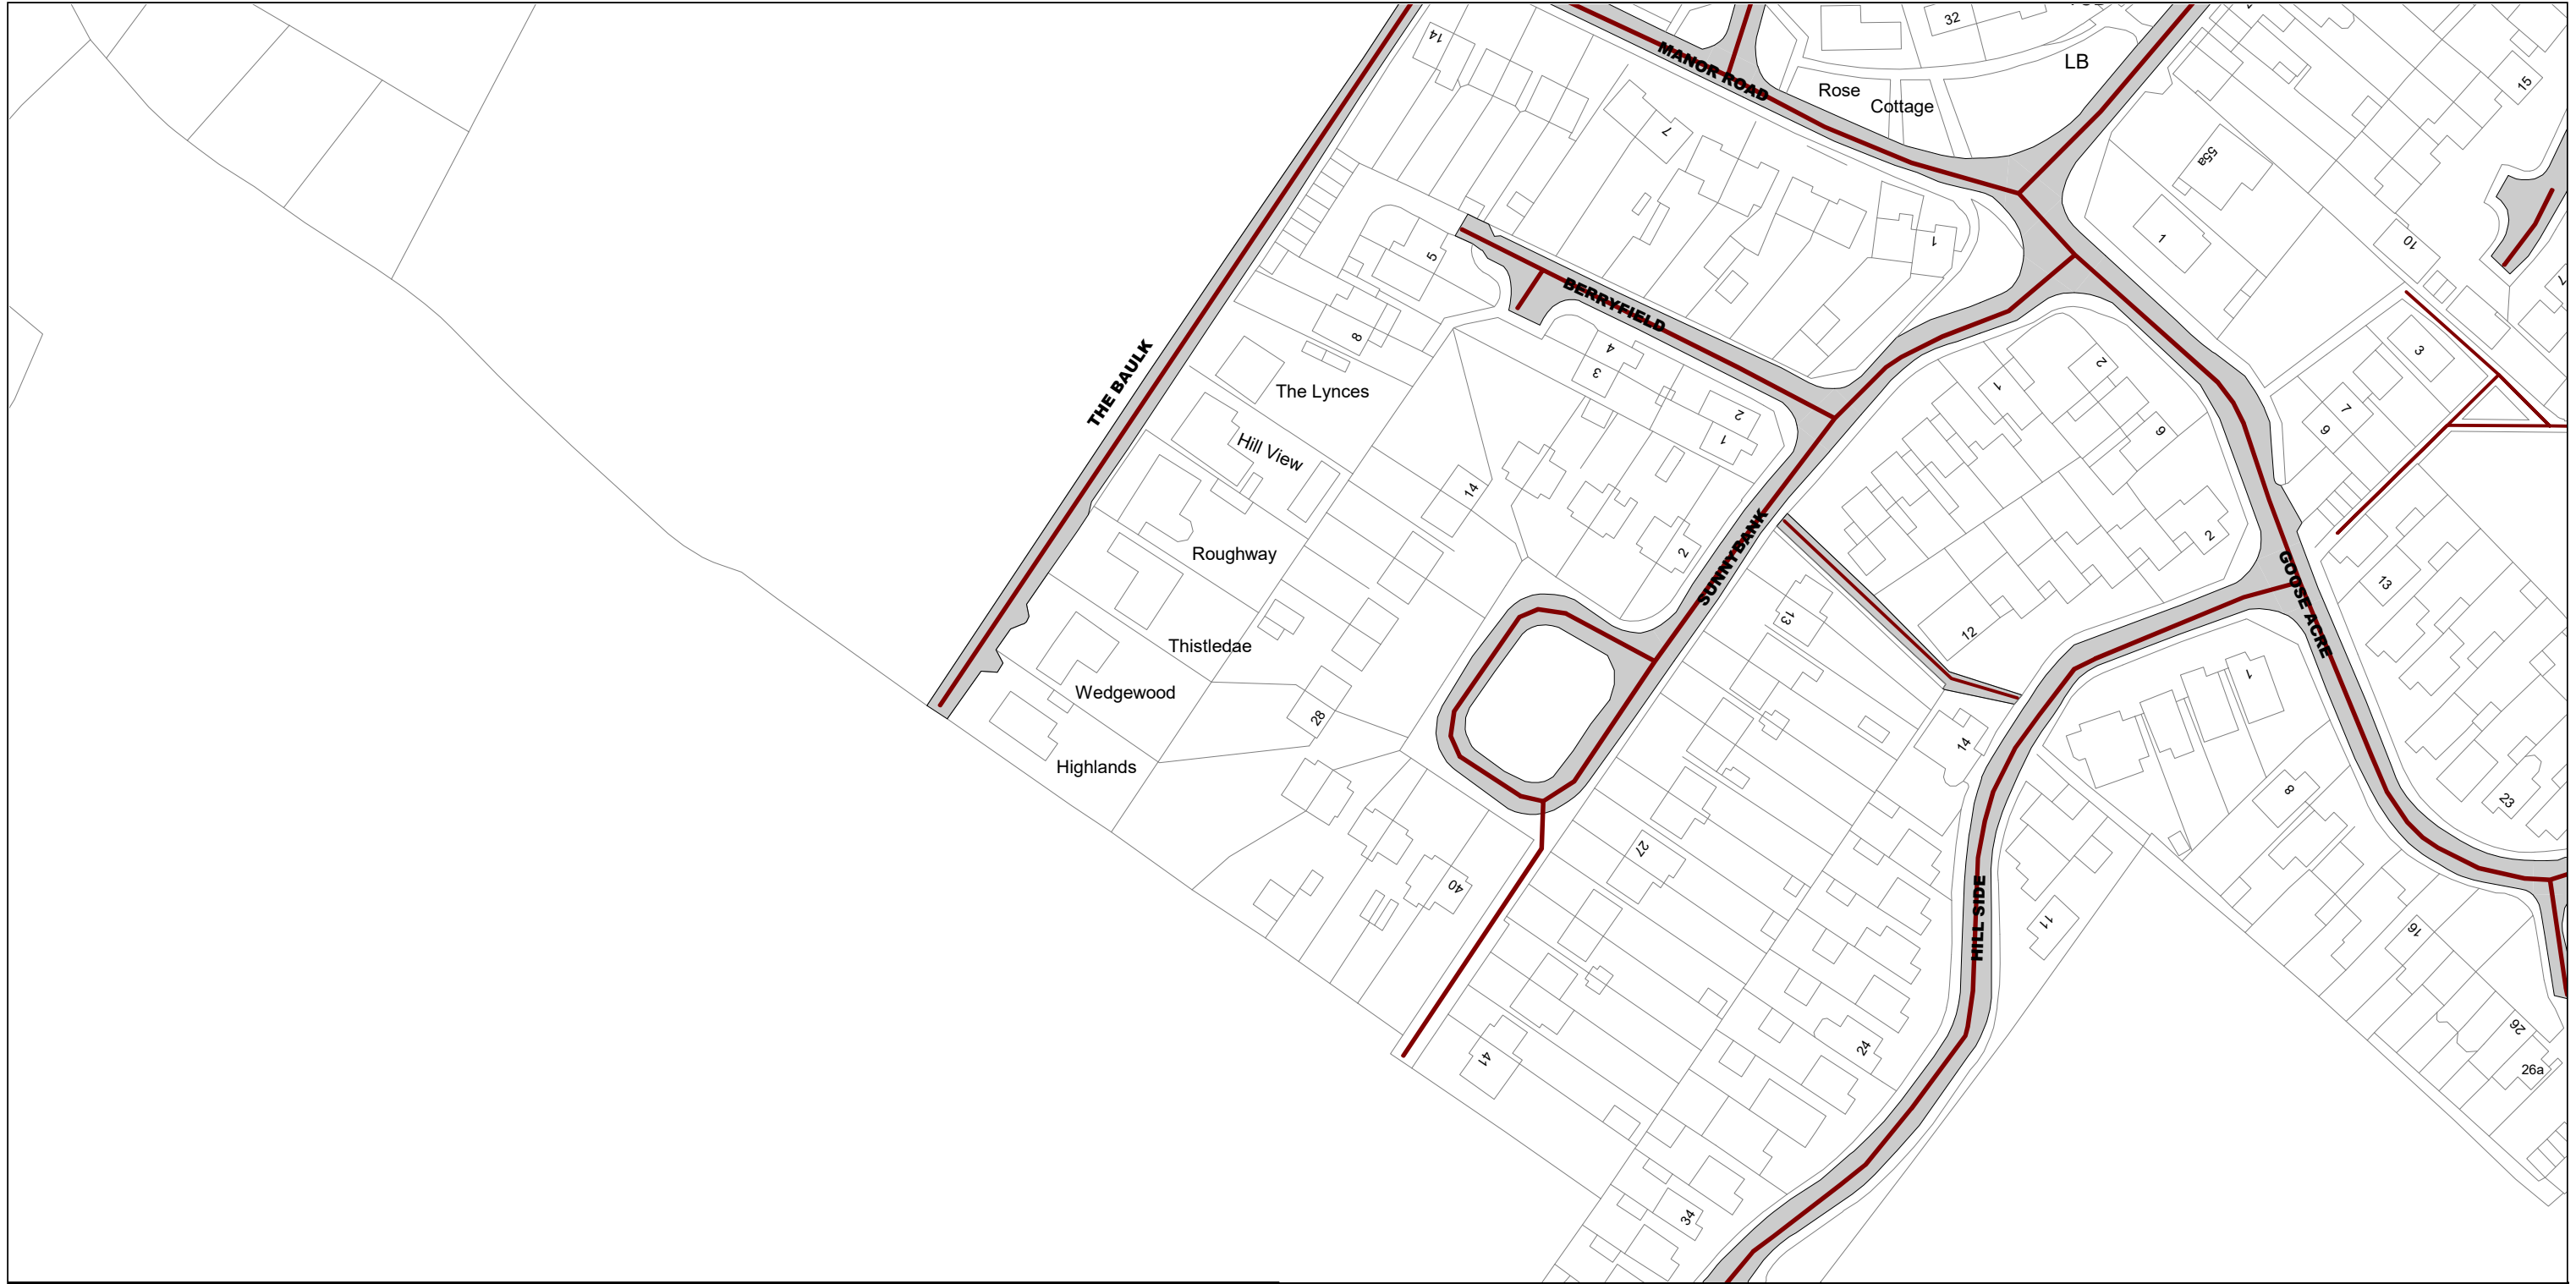 14
32
LB
MANOR ROAD
Rose
Cottage
15
7
55a
1
1
10
5
BERRYFIELD
8
4
3
3
THE BAULK
The Lynces
1
2
2
1
7
9
6
Hill View
14
Roughway
SUNNYBANK
2
2
GOOSE ACRE
13
13
12
Thistledae
Wedgewood
28
14
1
Highlands
8
23
27
40
HILL SIDE
11
16
41
24
26
26a
34